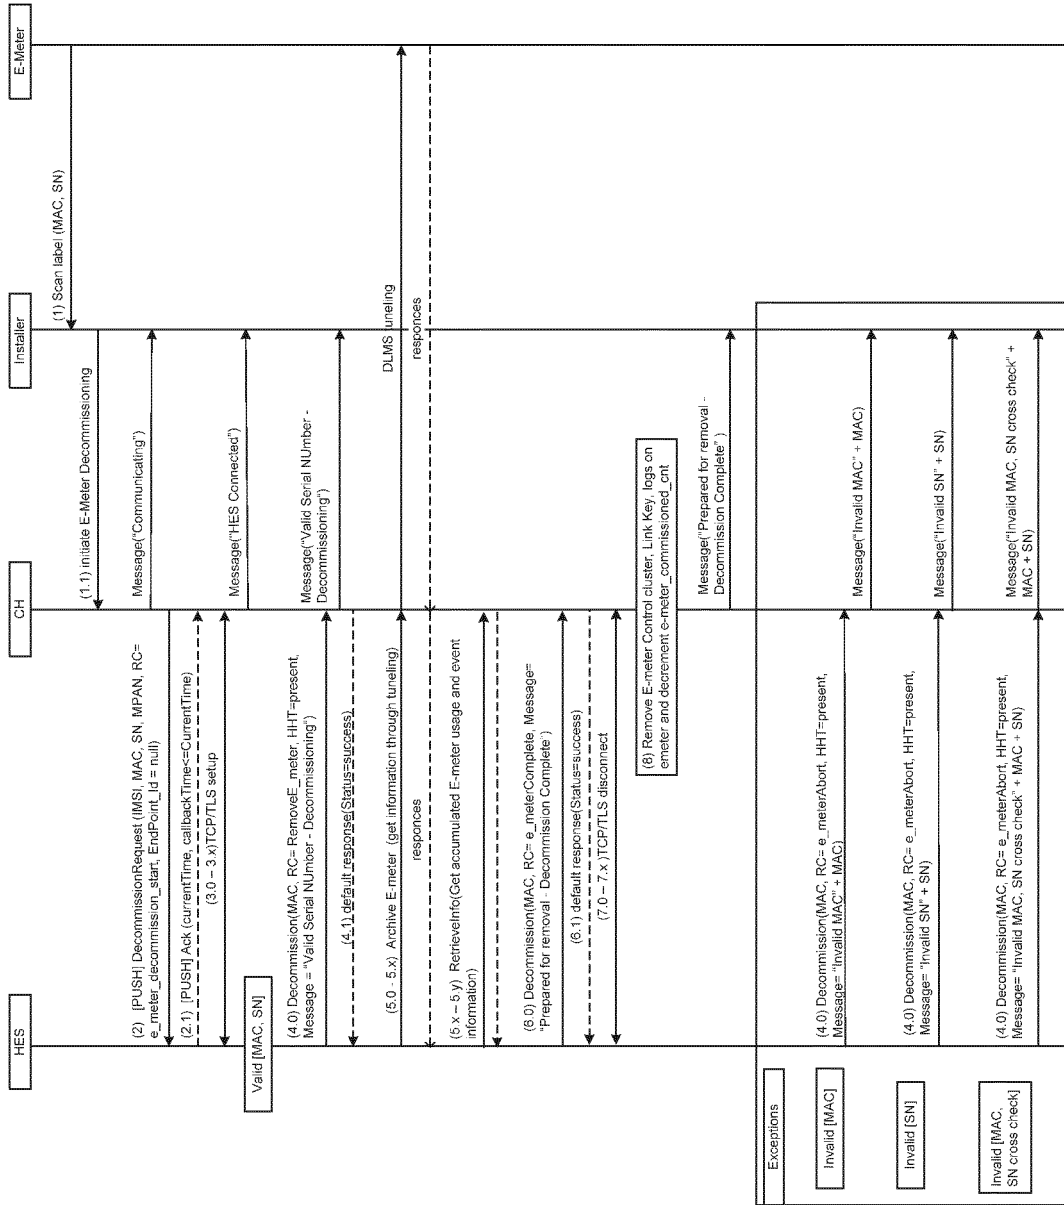 HES
CH
Installer
E-Meter
(1) Scan label (MAC, SN)
(1.1) initiate E-Meter Decommissioning
(2) [PUSH] DecommissionRequest (IMSI, MAC, SN, MPAN, RC=
e_meter_decommission_start, EndPoint_Id = null)
Message("Communicating")
(2.1) [PUSH] Ack (currentTime, callbackTime<=CurrentTime)
(3.0 – 3.x)TCP/TLS setup
Message("HES Connected")
Valid [MAC, SN]
(4.0) Decommission(MAC, RC= RemoveE_meter, HHT=present,
Message = "Valid Serial NUmber - Decommissioning")
Message("Valid Serial NUmber -
Decommissioning")
(4.1) default response(Status=success)
(5.0 - 5.x) Archive E-meter (get information through tuneling)
DLMS tuneling
responces
responces
(5 x – 5.y) RetrieveInfo(Get accumulated E-meter usage and event
information)
(6.0) Decommission(MAC, RC= e_meterComplete, Message=
"Prepared for removal - Decommission Complete")
(6.1) default response(Status=success)
(7.0 – 7.x )TCP/TLS disconnect
(8) Remove E-meter Control cluster, Link Key, logs on
emeter and decrement e-meter_commissioned_cnt
Message("Prepared for removal -
Decommission Complete" )
Exceptions
Invalid [MAC]
(4.0) Decommission(MAC, RC= e_meterAbort, HHT=present,
Message= "Invalid MAC" + MAC)
Message("Invalid MAC" + MAC)
Invalid [SN]
(4.0) Decommission(MAC, RC= e_meterAbort, HHT=present,
Message= "Invalid SN" + SN)
Message("Invalid SN" + SN)
Invalid [MAC,
SN cross check]
(4.0) Decommission(MAC, RC= e_meterAbort, HHT=present,
Message= "Invalid MAC, SN cross check" + MAC + SN)
Message("Invalid MAC, SN cross check" +
MAC + SN)